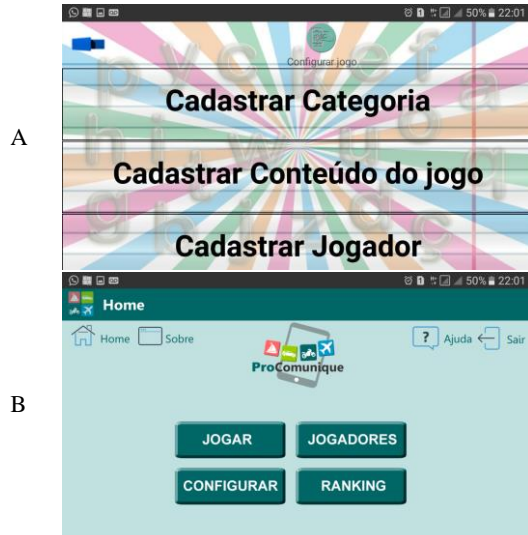 50% 22:01
Configurar jogo
Cadastrar Categoria
A
Cadastrar Conteúdo do jogo
Cadastrar Jogador
50% 22:01
Home
Home Sobre ? Ajuda Sair
ProComunique
B
JOGAR JOGADORES
CONFIGURAR RANKING